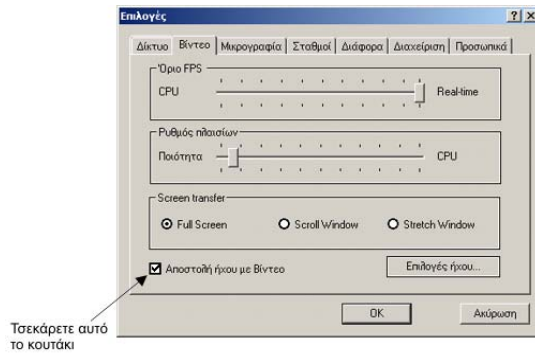 Επιλογές
Δίκτυο Βίντεο Μικρογραφία Σταθμοί Διάφορα Διαχείριση Προσωπικά
Όριο FPS
CPU Real-time
Ρυθμός πλαισίων
Ποιότητα CPU
Screen transfer
Full Screen Scroll Window Stretch Window
Αποστολή ήχου με Βίντεο Επιλογές ήχου...
OK Ακύρωση
Τσεκάρετε αυτό
το κουτάκι